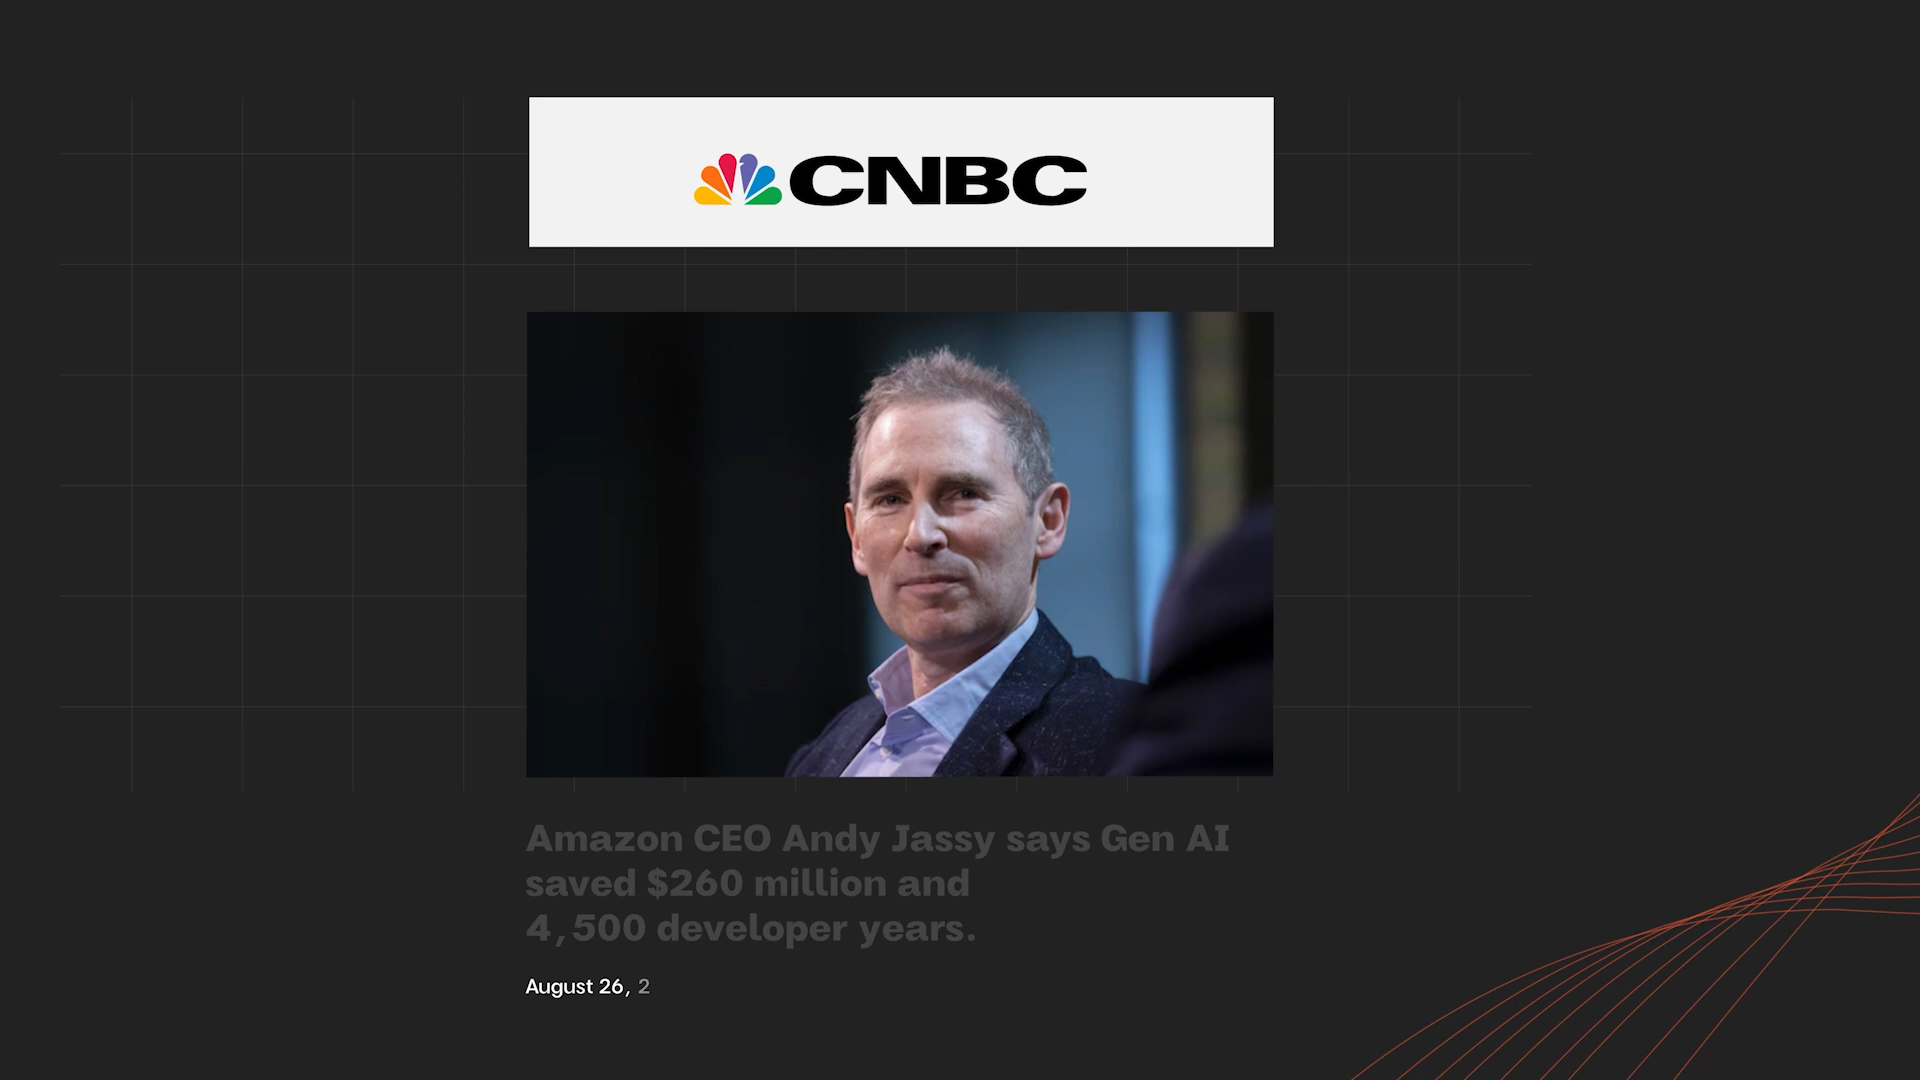 CNBC
Amazon CEO Andy Jassy says Gen AI
saved $260 million and
4,500 developer years.
August 26, 2